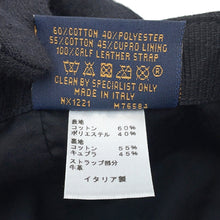 60%COTTON 40%POLYESTER
55%COTTON 45%CUPRO LINING
100%CALF LEATHER STRAP
CLEAN BY SPECIALIST ONLY
MADE IN ITALY
NX1221 M76584
表地
コットン 60%
ポリエステル 40%
裏地
コットン 55%
キュプラ 45%
ストラップ部分
牛革
イタリア製